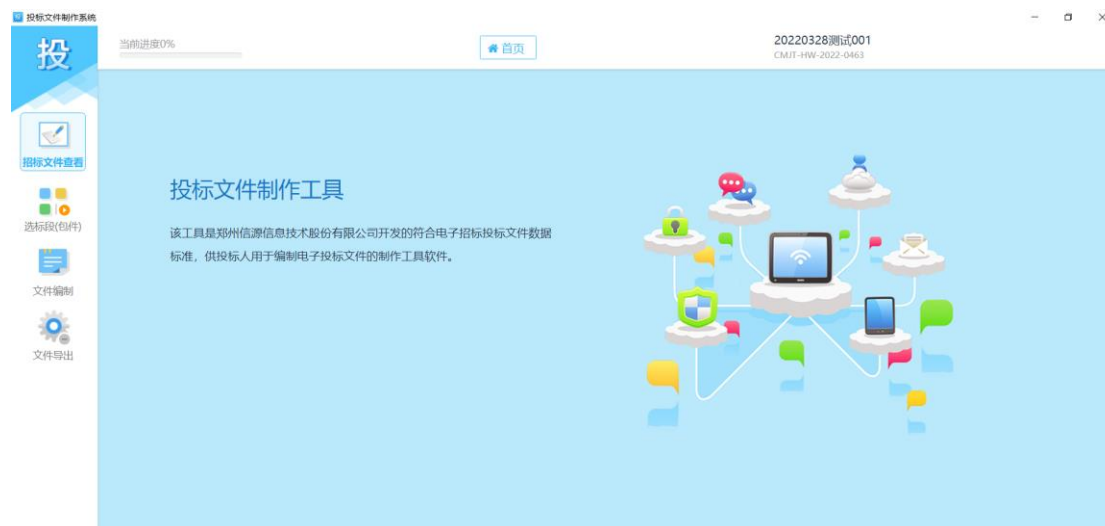 投标文件制作系统
投
当前进度0%
首页
20220328测试001
CMJT-HW-2022-0463
招标文件查看
选标段(包件)
文件编制
文件导出
投标文件制作工具
该工具是郑州信源信息技术股份有限公司开发的符合电子招标投标文件数据
标准，供投标人用于编制电子投标文件的制作工具软件。